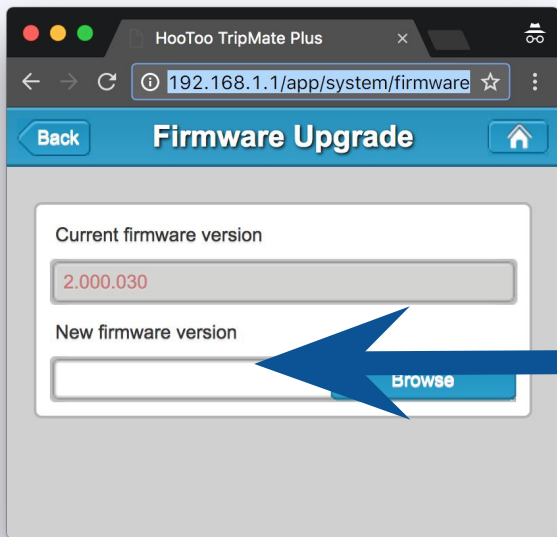 HooToo TripMate Plus
192.168.1.1/app/system/firmware
Back
Firmware Upgrade
Current firmware version
2.000.030
New firmware version
Browse